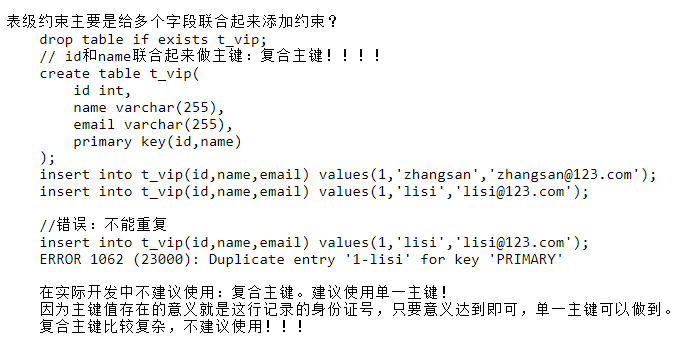 表级约束主要是给多个字段联合起来添加约束？
drop table if exists t_vip;
// id和name联合起来做主键：复合主键！！！！
create table t_vip(
id int,
name varchar(255),
email varchar(255),
primary key(id,name)
);
insert into t_vip(id,name,email) values(1,'zhangsan','zhangsan@123.com');
insert into t_vip(id,name,email) values(1,'lisi','lisi@123.com');
//错误：不能重复
insert into t_vip(id,name,email) values(1,'lisi','lisi@123.com');
ERROR 1062 (23000): Duplicate entry '1-lisi' for key 'PRIMARY'
在实际开发中不建议使用：复合主键。建议使用单一主键！
因为主键值存在的意义就是这行记录的身份证号，只要意义达到即可，单一主键可以做到。
复合主键比较复杂，不建议使用！！！